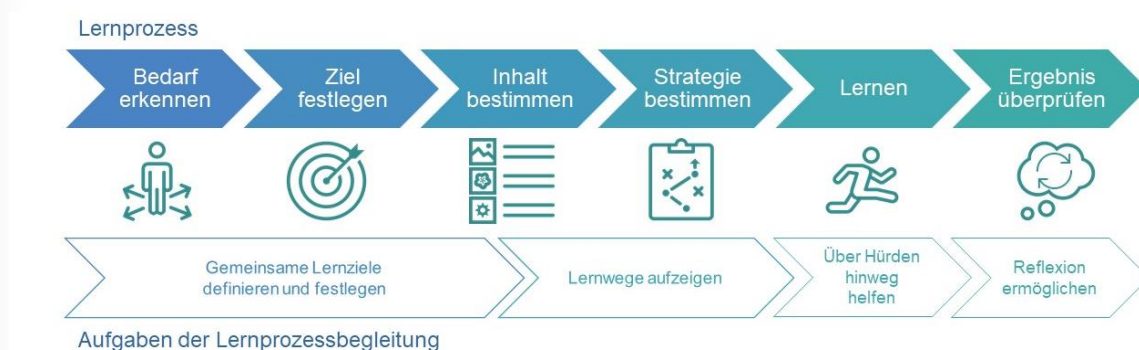 Lernprozess
Bedarf
erkennen
Ziel
festlegen
Inhalt
bestimmen
Strategie
bestimmen
Lernen
Ergebnis
überprüfen
Gemeinsame Lernziele
definieren und festlegen
Lernwege aufzeigen
Über Hürden
hinweg
helfen
Reflexion
ermöglichen
Aufgaben der Lernprozessbegleitung